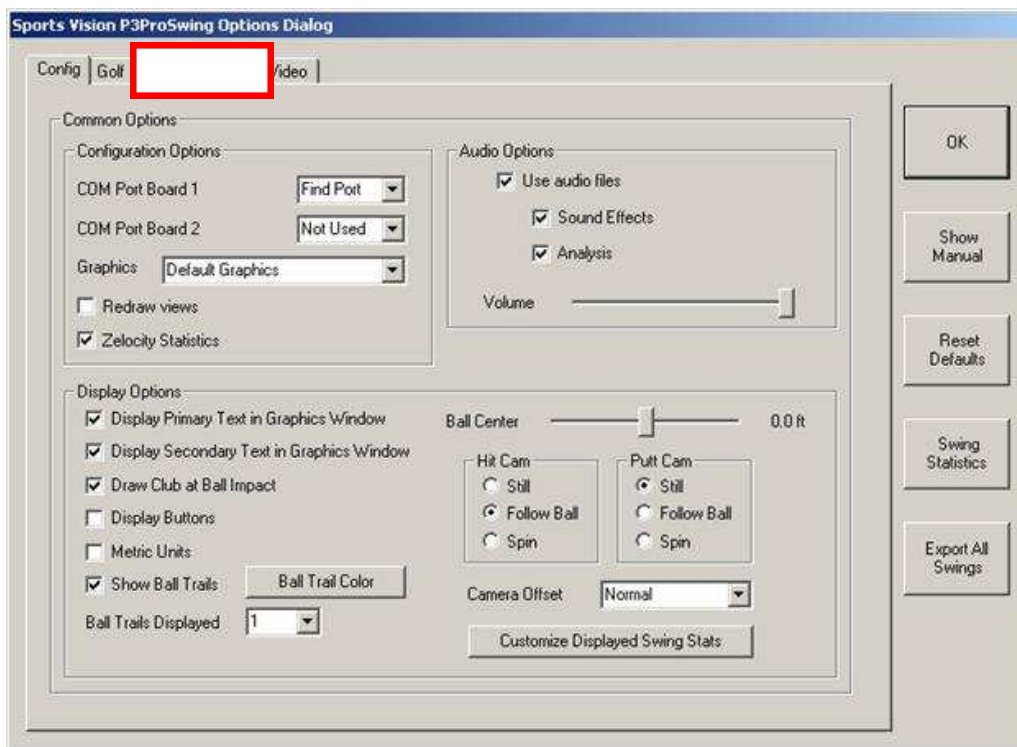 Sports Vision P3ProSwing Options Dialog
Config Golf Video
Common Options
Configuration Options
COM Port Board 1 Find Port
COM Port Board 2 Not Used
Graphics Default Graphics
Redraw views
Zelocity Statistics
Audio Options
Use audio files
Sound Effects
Analysis
Volume
Display Options
Display Primary Text in Graphics Window
Display Secondary Text in Graphics Window
Draw Club at Ball Impact
Display Buttons
Metric Units
Show Ball Trails Ball Trail Color
Ball Trails Displayed 1
Ball Center 0.0 ft
Hit Cam
Still
Follow Ball
Spin
Putt Cam
Still
Follow Ball
Spin
Camera Offset Normal
Customize Displayed Swing Stats
OK
Show
Manual
Reset
Defaults
Swing
Statistics
Export All
Swings